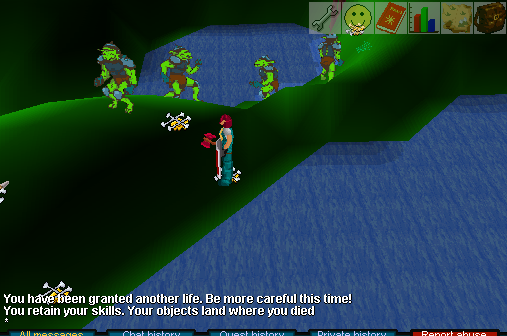 You have been granted another life. Be more careful this time!
You retain your skills. Your objects land where you died
*
All messages Chat history Quest history Private history Report abuse